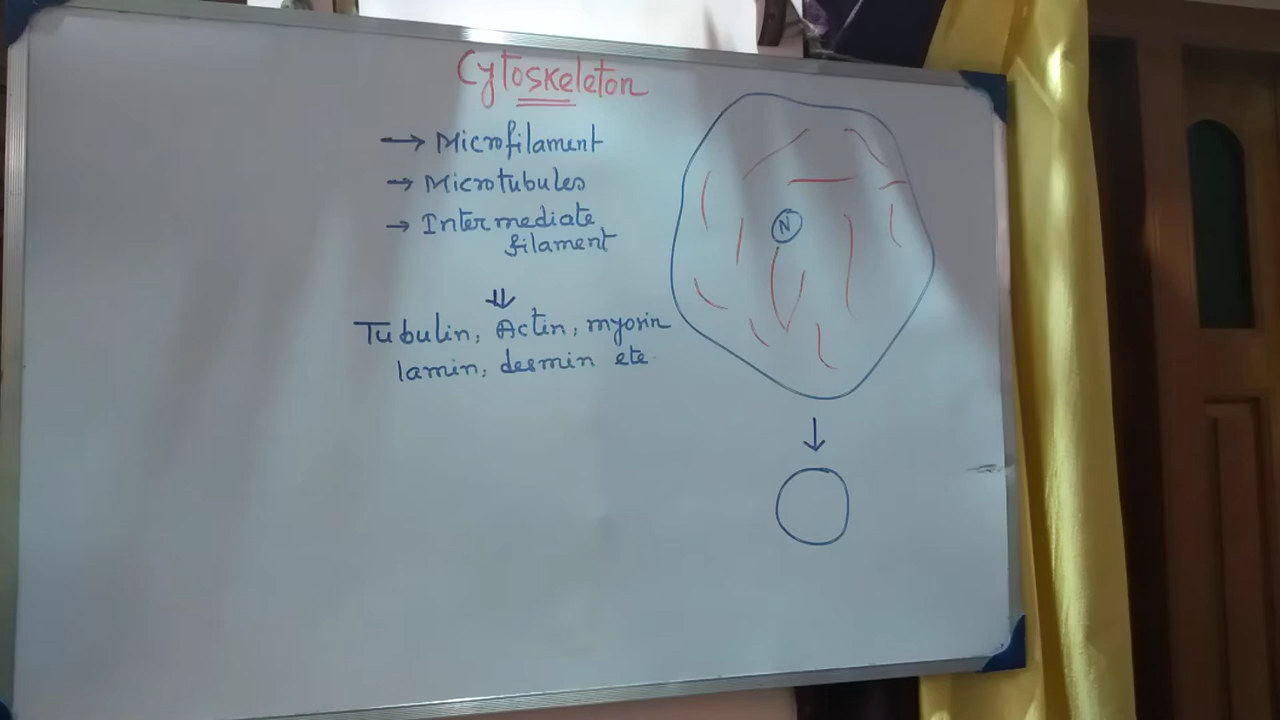 Cytoskeleton
→ Microfilament
→ Microtubules
→ Intermediate
filament
⇓
Tubulin, Actin, myosin
lamin, desmin etc.
N